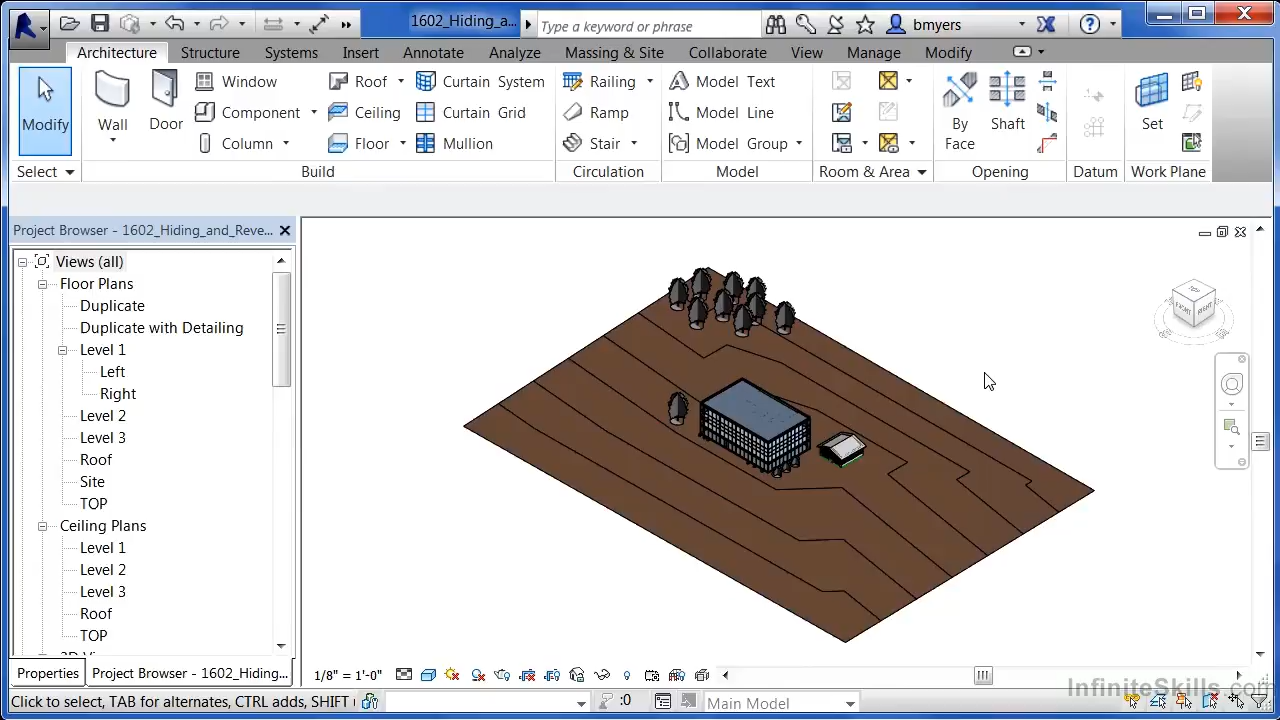 1602_Hiding_a...
Type a keyword or phrase
bmyers
Architecture Structure Systems Insert Annotate Analyze Massing & Site Collaborate View Manage Modify
Modify
Wall
Door
Window
Component
Column
Roof
Ceiling
Floor
Curtain System
Curtain Grid
Mullion
Railing
Ramp
Stair
Model Text
Model Line
Model Group
By
Face
Shaft
Set
Select Build Circulation Model Room & Area Opening Datum Work Plane
Project Browser - 1602_Hiding_and_Reve...
Views (all)
Floor Plans
Duplicate
Duplicate with Detailing
Level 1
Left
Right
Level 2
Level 3
Roof
Site
TOP
Ceiling Plans
Level 1
Level 2
Level 3
Roof
TOP
TOP
FRONT
RIGHT
Properties
Project Browser - 1602_Hiding...
1/8" = 1'-0"
Click to select, TAB for alternates, CTRL adds, SHIFT
:0
Main Model
InfiniteSkills.com